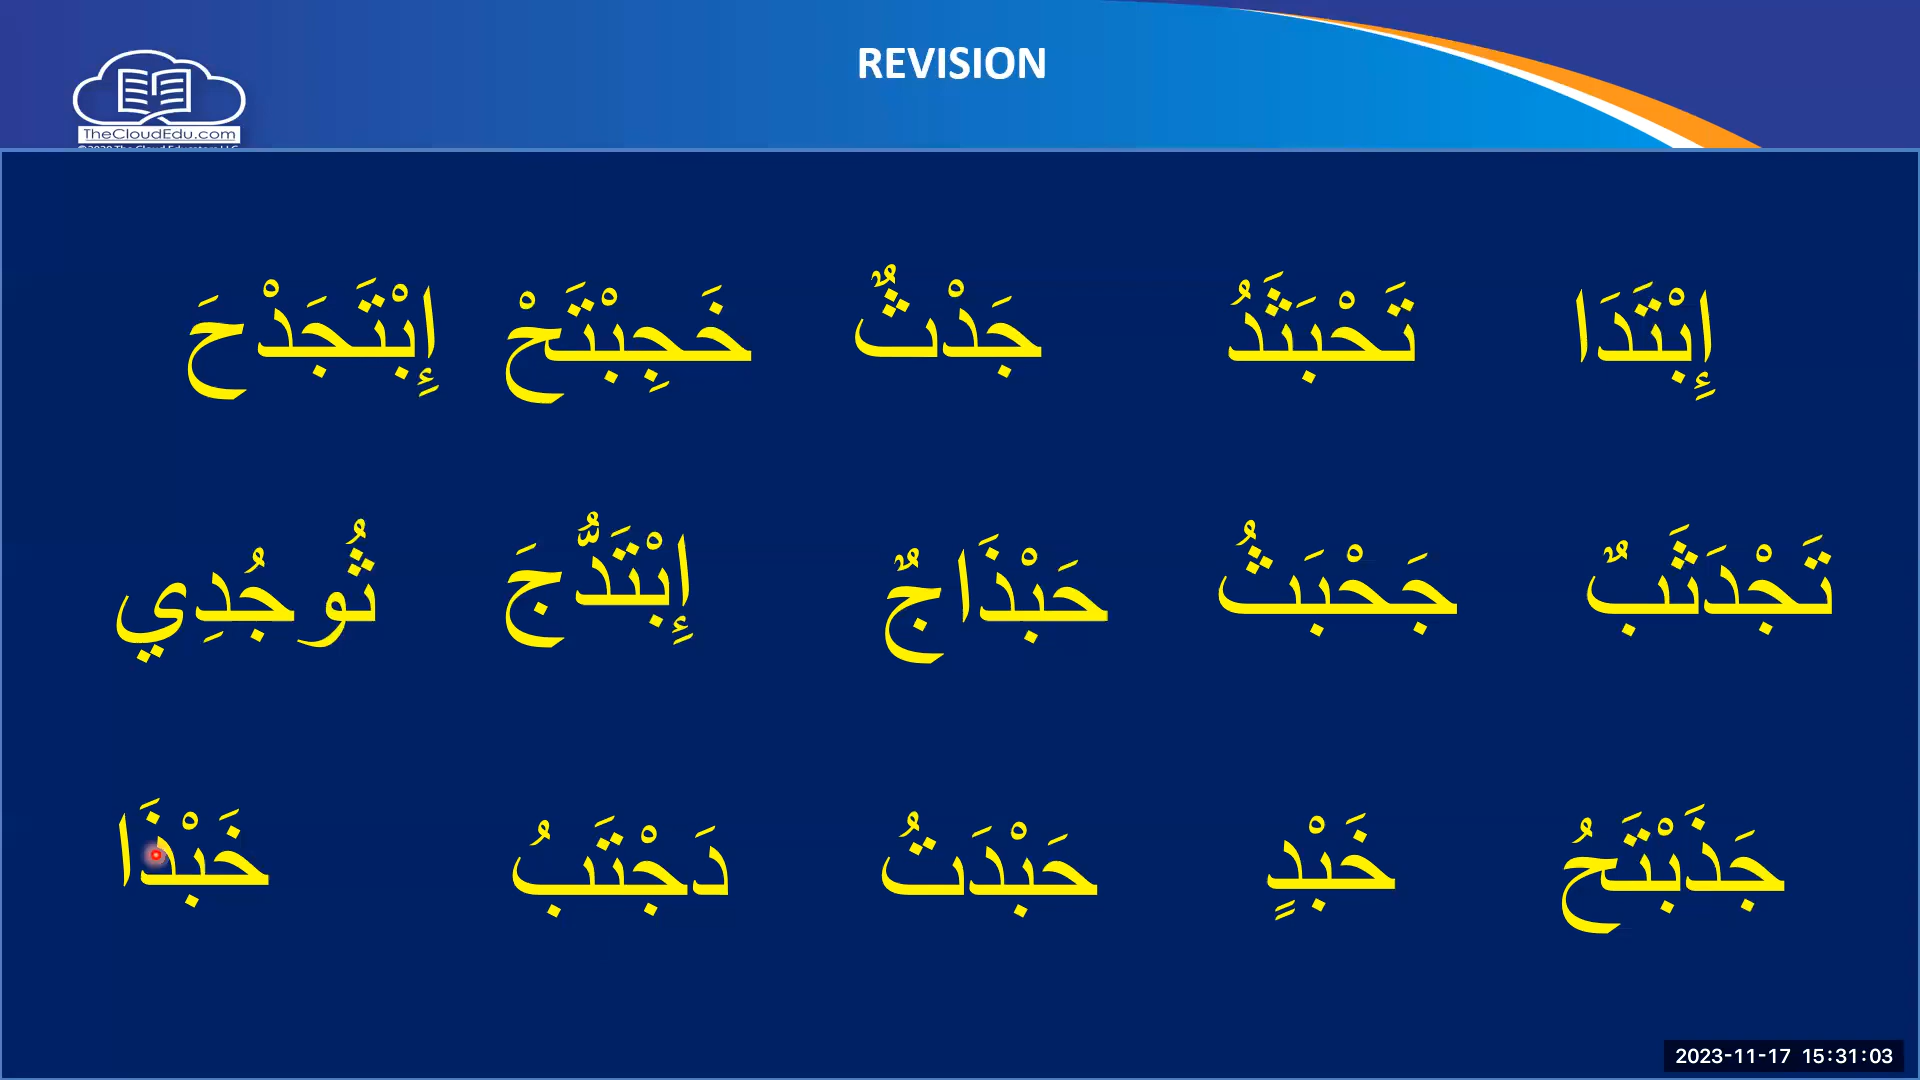 REVISION
TheCloudEdu.com
إِبْتَدَا تَحْبَثَدُ جَدْثٌ خَجِبْتَحْ إِبْتَجَدْحَ
تَجْدَثَبٌ جَحْبَثُ حَبْذَاجٌ إِبْتَدُّجَ ثُوجُدِي
جَذَبْتَحُ خَبْدٍ حَبْدَتُ دَجْتَبُ خَبْذَا
2023-11-17 15:31:03